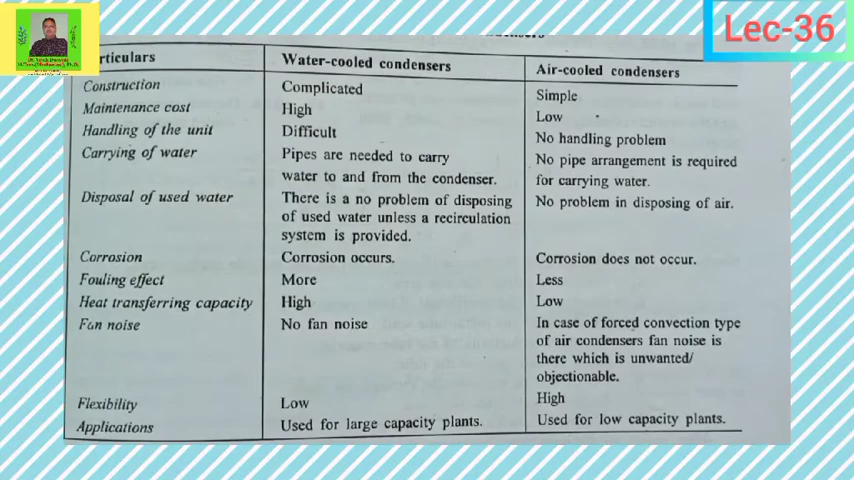 Lec-36
Particulars Water-cooled condensers Air-cooled condensers
Construction Complicated Simple
Maintenance cost High Low
Handling of the unit Difficult No handling problem
Carrying of water Pipes are needed to carry No pipe arrangement is required
water to and from the condenser. for carrying water.
Disposal of used water There is a no problem of disposing No problem in disposing of air.
of used water unless a recirculation
system is provided.
Corrosion Corrosion occurs. Corrosion does not occur.
Fouling effect More Less
Heat transferring capacity High Low
Fan noise No fan noise In case of forced convection type
of air condensers fan noise is
there which is unwanted/
objectionable.
Flexibility Low High
Applications Used for large capacity plants. Used for low capacity plants.